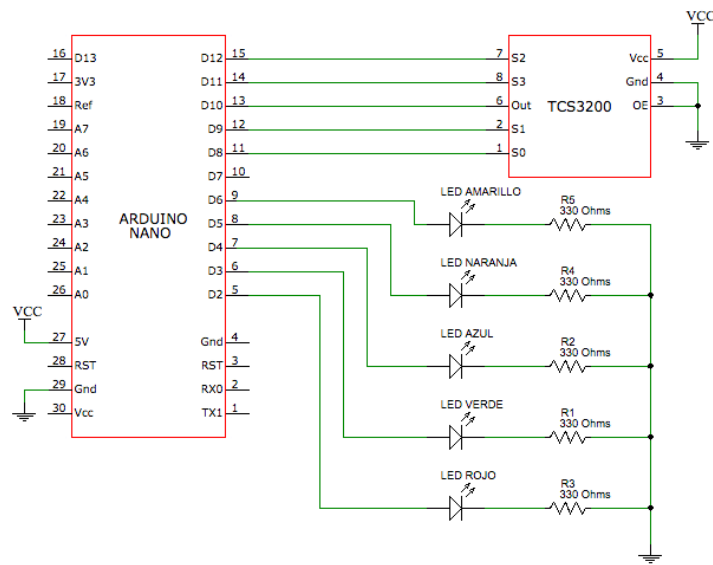 VCC
16 D13 D12 15 7 S2 Vcc 5
17 3V3 D11 14 8 S3 Gnd 4
18 Ref D10 13 6 Out TCS3200 OE 3
19 A7 D9 12 2 S1
20 A6 D8 11 1 S0
21 A5 D7 10
22 A4 D6 9
23 A3 D5 8
24 A2 D4 7
25 A1 D3 6
26 A0 D2 5
ARDUINO
NANO
VCC
27 5V Gnd 4
28 RST RST 3
29 Gnd RX0 2
30 Vcc TX1 1
LED AMARILLO
R5
330 Ohms
LED NARANJA
R4
330 Ohms
LED AZUL
R2
330 Ohms
LED VERDE
R1
330 Ohms
LED ROJO
R3
330 Ohms